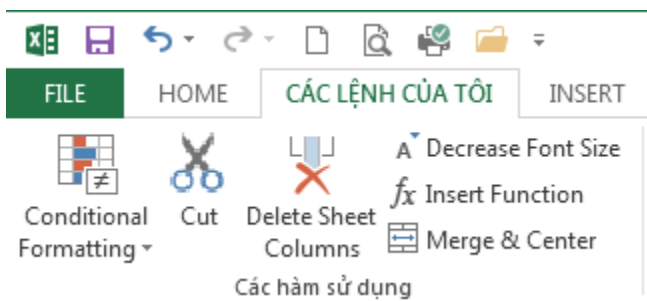 FILE HOME CÁC LỆNH CỦA TÔI INSERT
Conditional Formatting
Cut
Delete Sheet Columns
Decrease Font Size
Insert Function
Merge & Center
Các hàm sử dụng